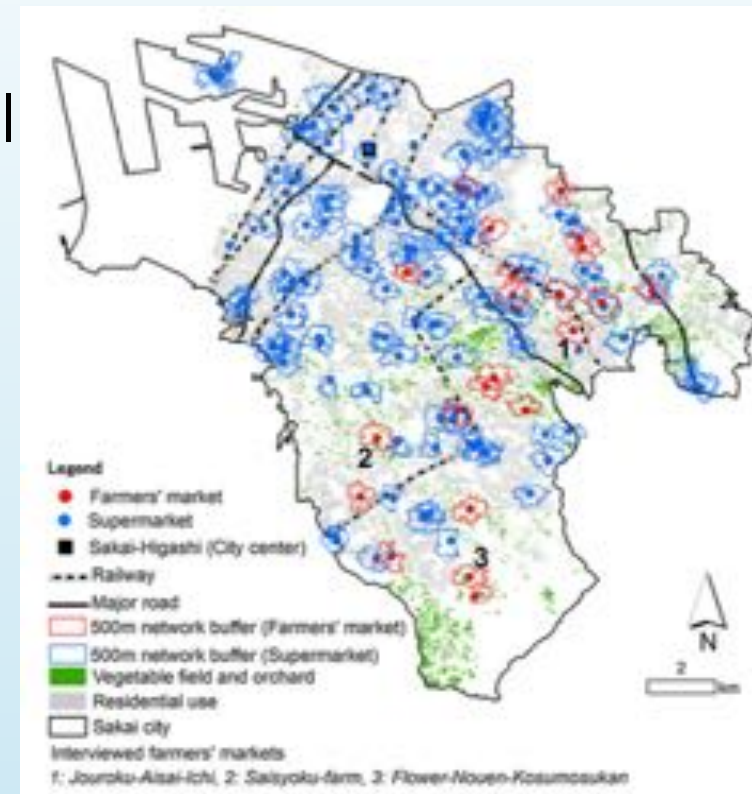 1
2
3
Legend
Farmers' market
Supermarket
Sakai-Higashi (City center)
Railway
Major road
500m network buffer (Farmers' market)
500m network buffer (Supermarket)
Vegetable field and orchard
Residential use
Sakai city
Interviewed farmers' markets
1: Jouroku-Aisai-Ichi, 2: Saisyoku-farm, 3: Flower-Nouen-Kosumosukan
N
2
km